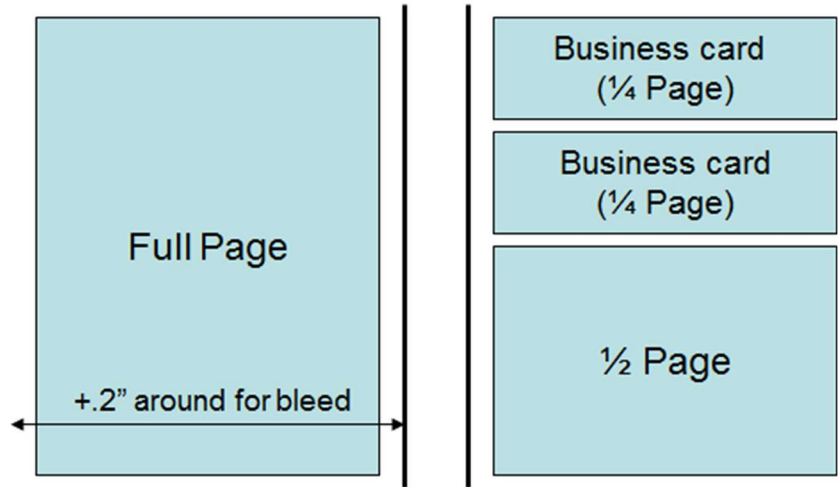 Full Page
+.2” around for bleed
Business card
(¼ Page)
Business card
(¼ Page)
½ Page